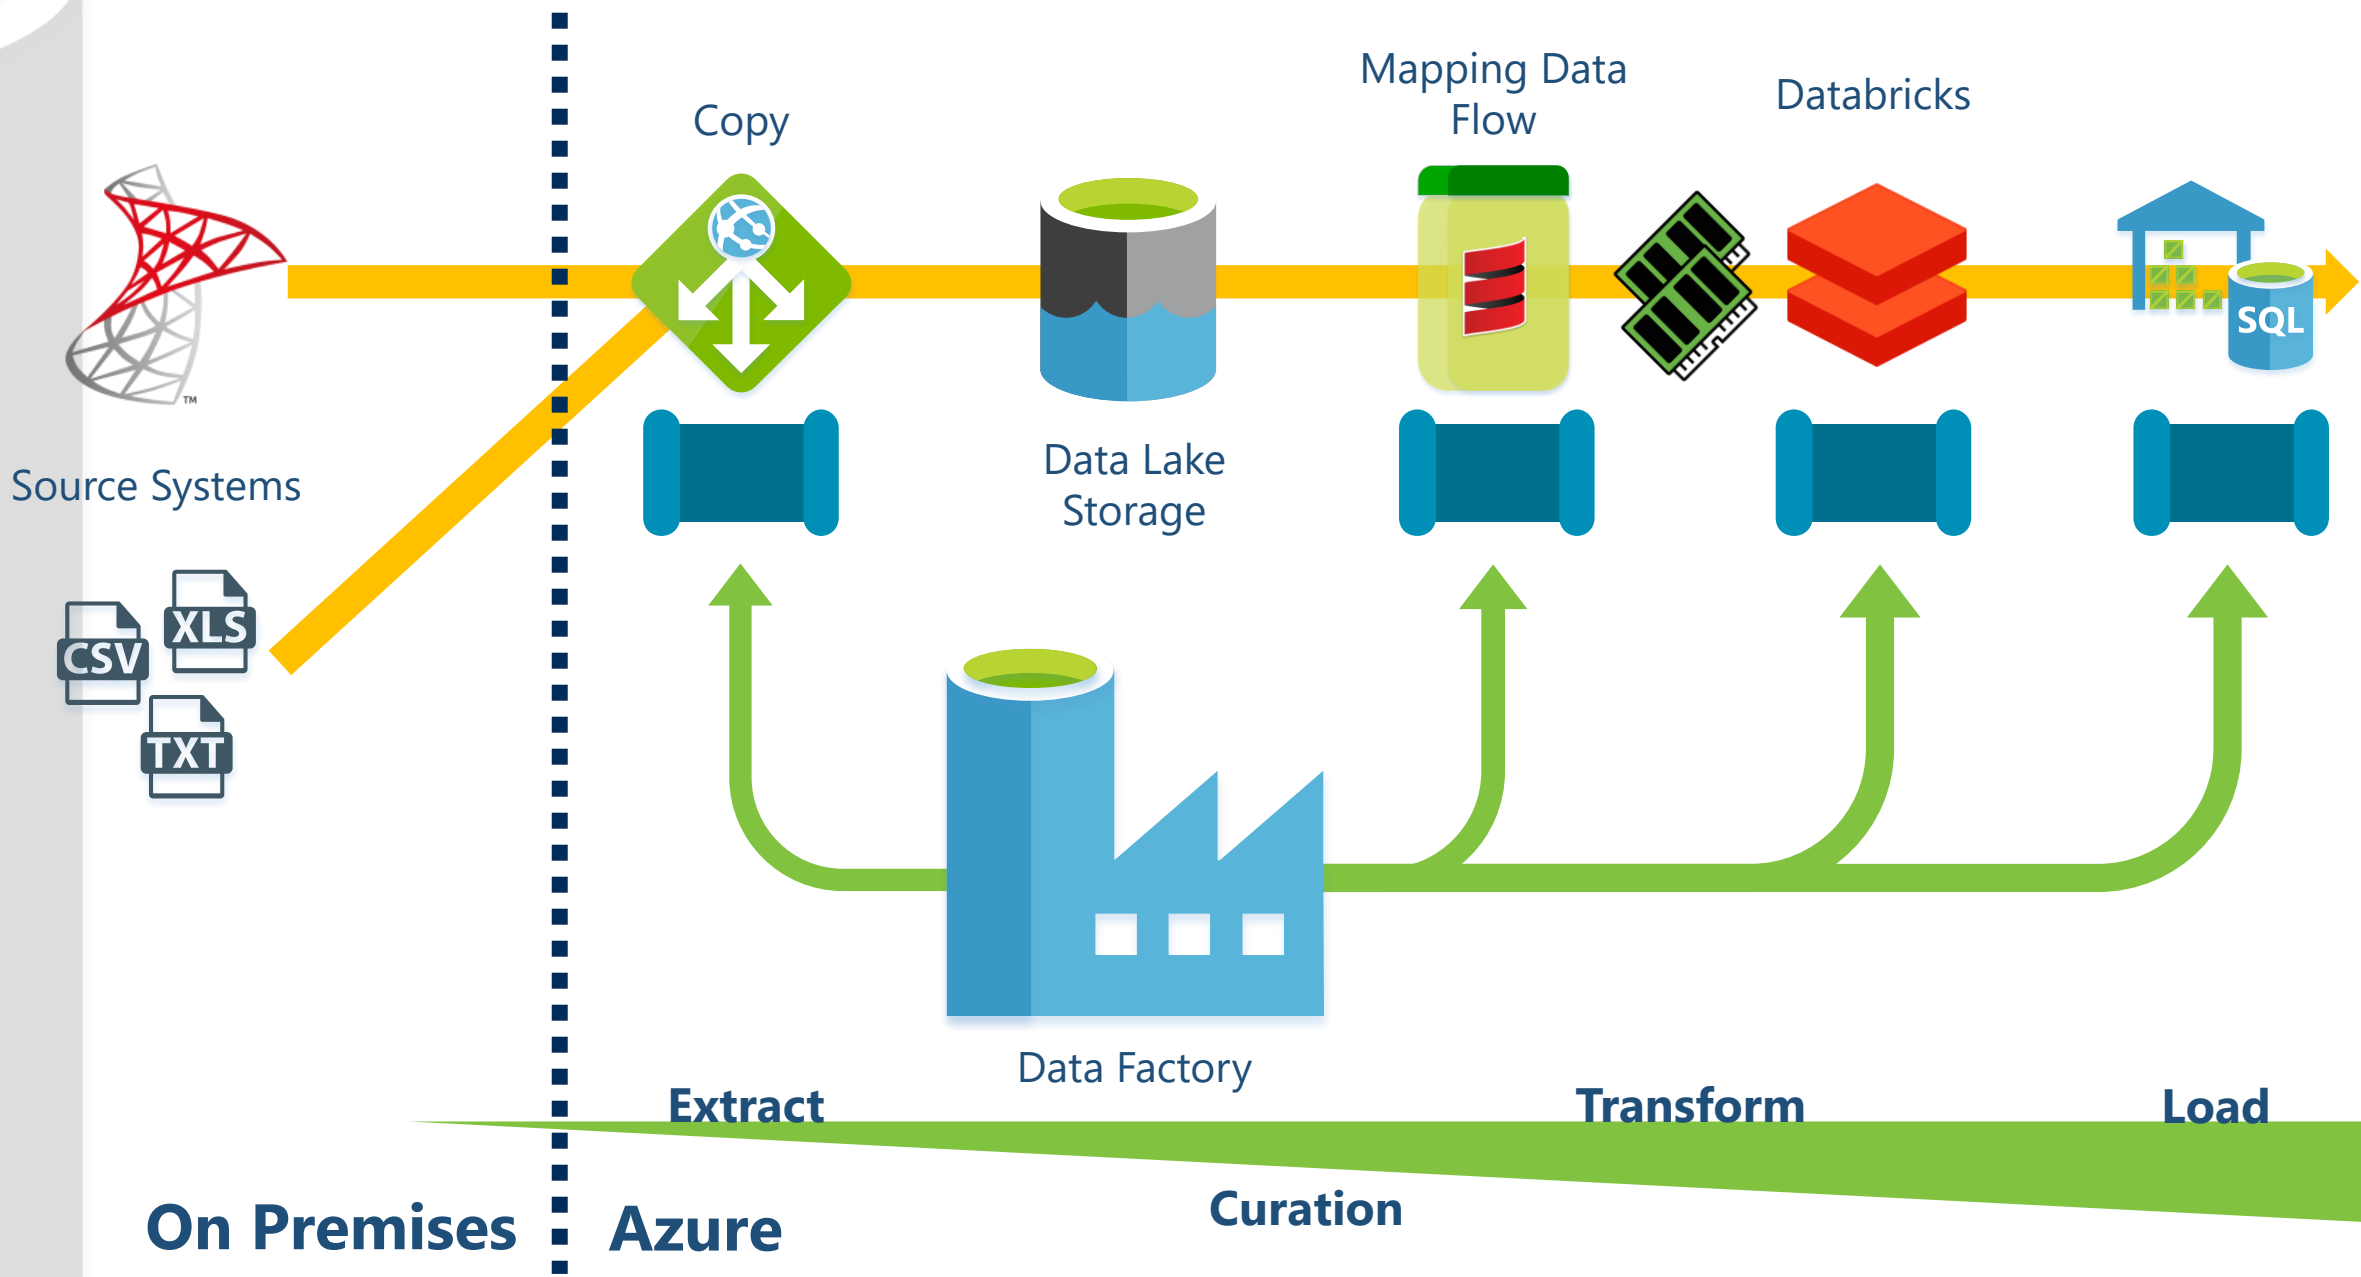 Mapping Data
Flow
Databricks
Copy
TM
SQL
Source Systems
Data Lake
Storage
XLS
CSV
TXT
Data Factory
Extract
Transform
Load
Curation
On Premises
Azure